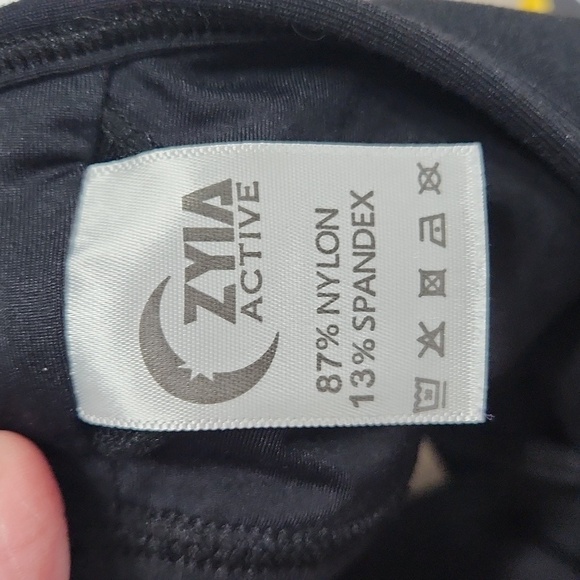 ZYIA
ACTIVE
87% NYLON
13% SPANDEX